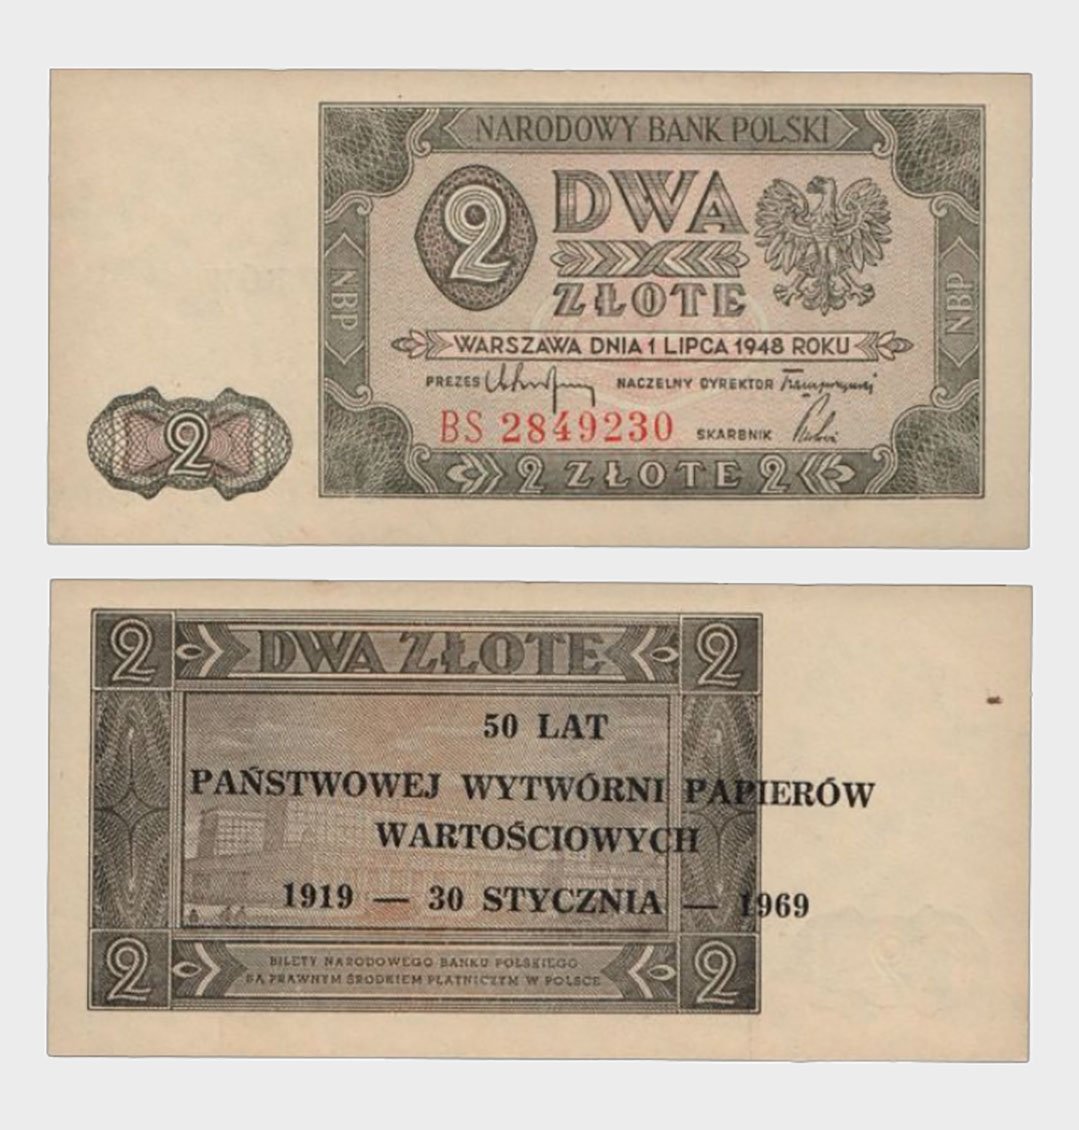 NARODOWY BANK POLSKI
2
DWA
ZŁOTE
NBP
NBP
WARSZAWA DNIA 1 LIPCA 1948 ROKU
PREZES NACZELNY DYREKTOR
BS 2849230 SKARBNIK
2
2 ZŁOTE 2
2 DWA ZŁOTE 2
50 LAT
PAŃSTWOWEJ WYTWÓRNI PAPIERÓW
WARTOŚCIOWYCH
1919 — 30 STYCZNIA — 1969
2 2
BILETY NARODOWEGO BANKU POLSKIEGO
SĄ PRAWNYM ŚRODKIEM PŁATNICZYM W POLSCE